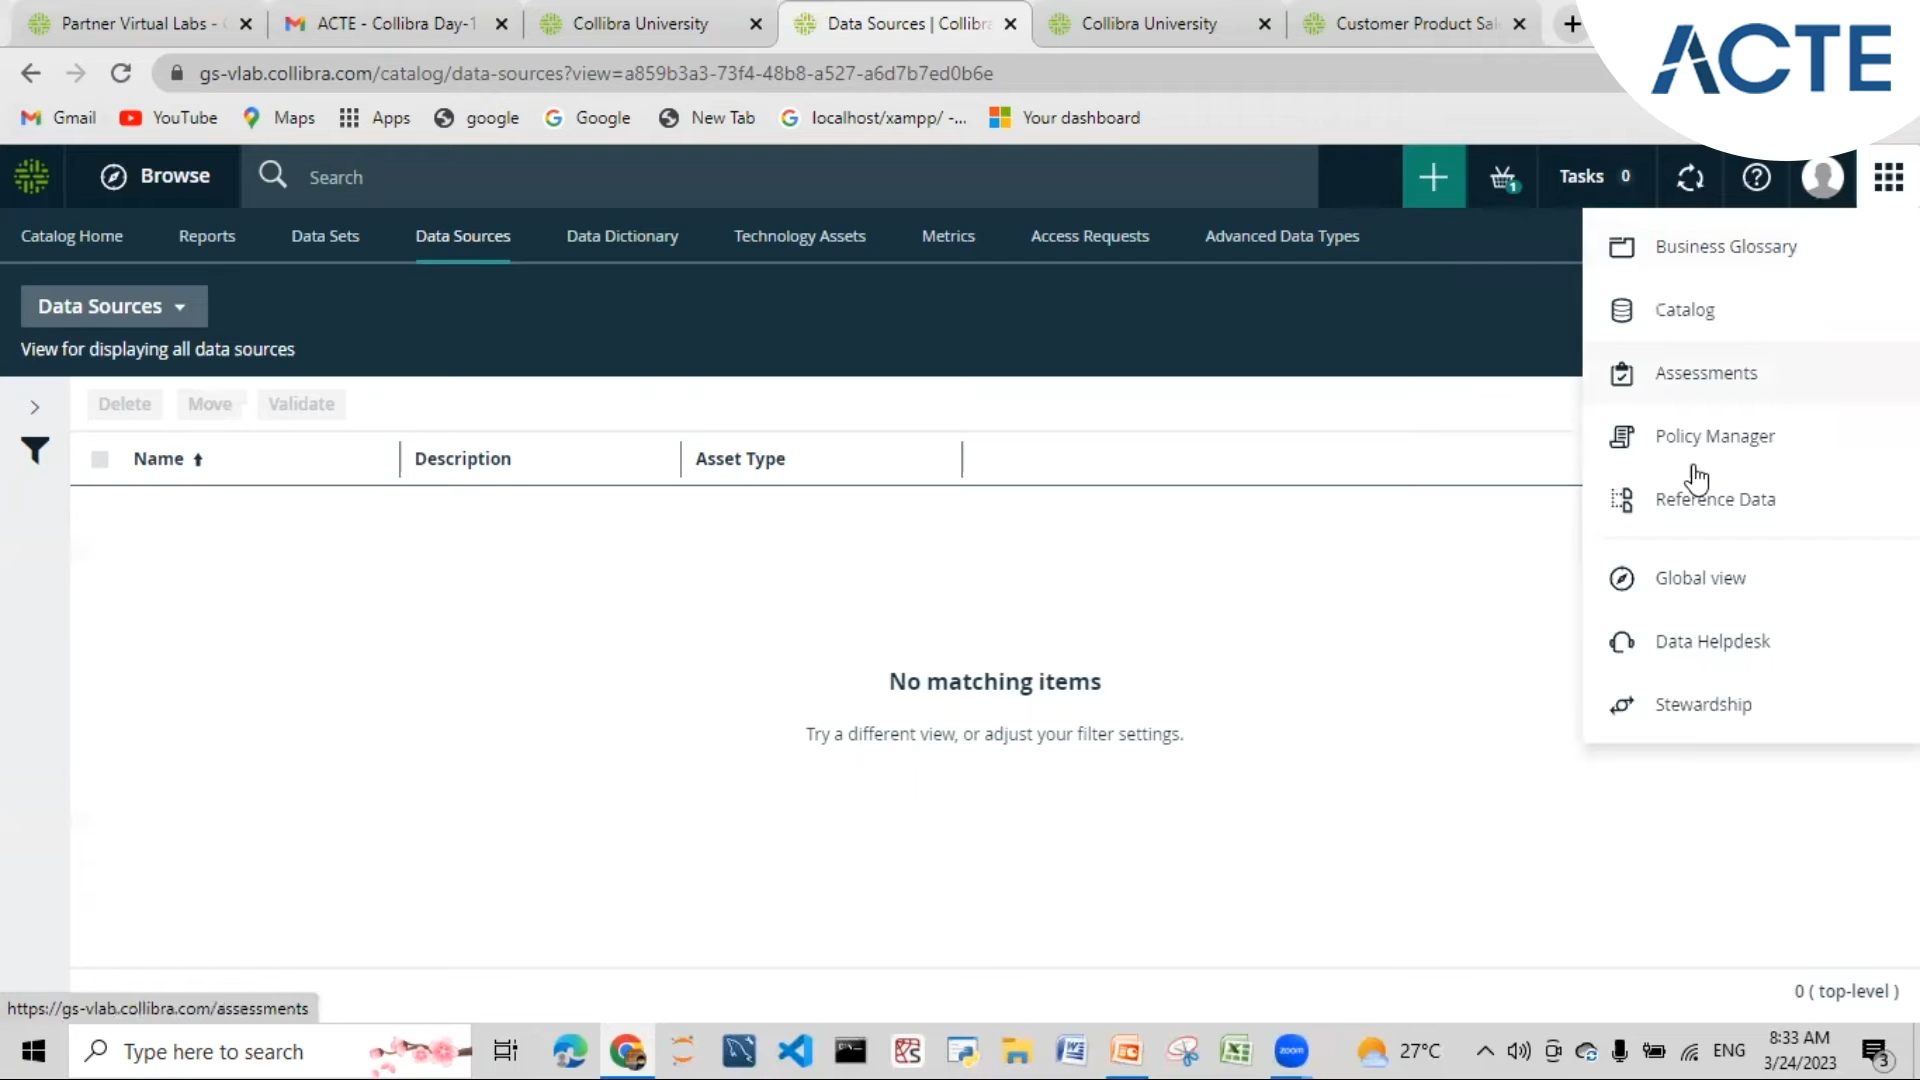 Partner Virtual Labs -
ACTE - Collibra Day-1
Collibra University
Data Sources | Collibra
Collibra University
Customer Product Sal
ACTE
gs-vlab.collibra.com/catalog/data-sources?view=a859b3a3-73f4-48b8-a527-a6d7b7ed0b6e
Gmail YouTube Maps Apps google Google New Tab localhost/xampp/ -... Your dashboard
Browse Search Tasks 0
1
Catalog Home Reports Data Sets Data Sources Data Dictionary Technology Assets Metrics Access Requests Advanced Data Types
Data Sources
View for displaying all data sources
Business Glossary
Catalog
Assessments
Policy Manager
Reference Data
Global view
Data Helpdesk
Stewardship
Delete Move Validate
Name Description Asset Type
No matching items
Try a different view, or adjust your filter settings.
0 ( top-level )
https://gs-vlab.collibra.com/assessments
Type here to search
zoom
27°C
ENG
8:33 AM
3/24/2023
3